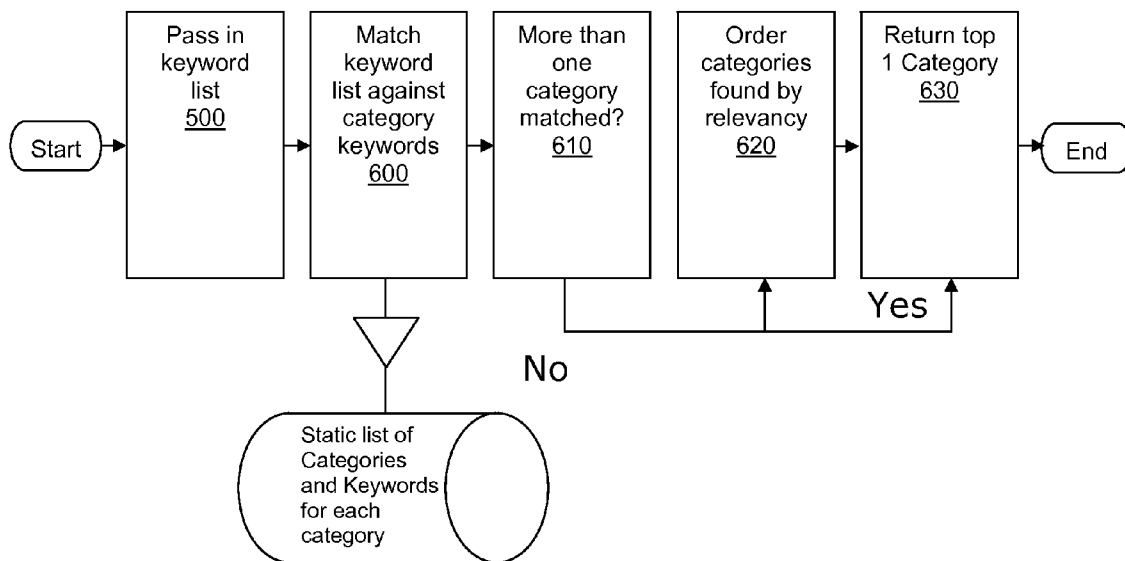 Start
Pass in
keyword
list
500
Match
keyword
list against
category
keywords
600
More than
one
category
matched?
610
Order
categories
found by
relevancy
620
Return top
1 Category
630
End
Yes
No
Static list of
Categories
and Keywords
for each
category